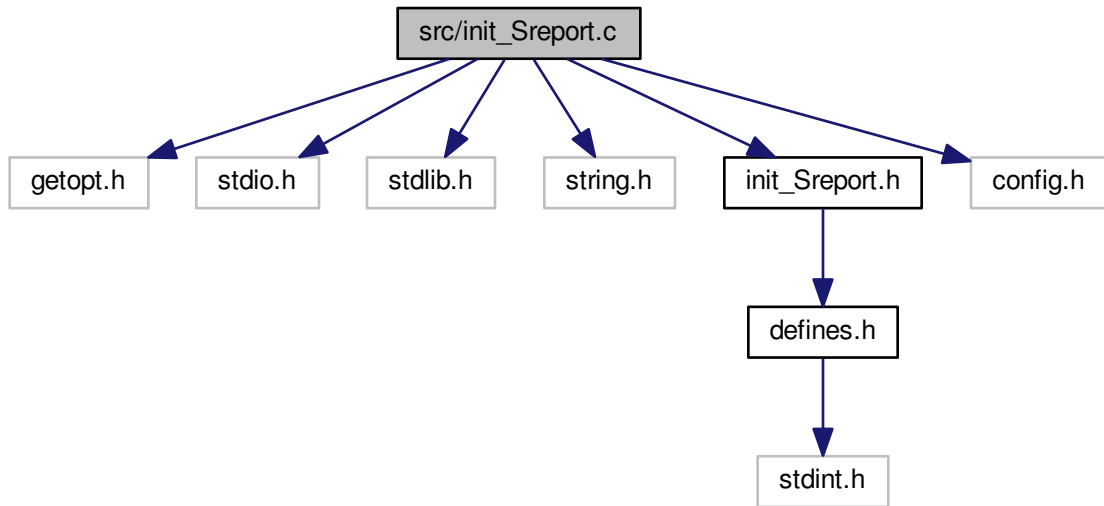 src/init_Sreport.c
getopt.h
stdio.h
stdlib.h
string.h
init_Sreport.h
config.h
defines.h
stdint.h